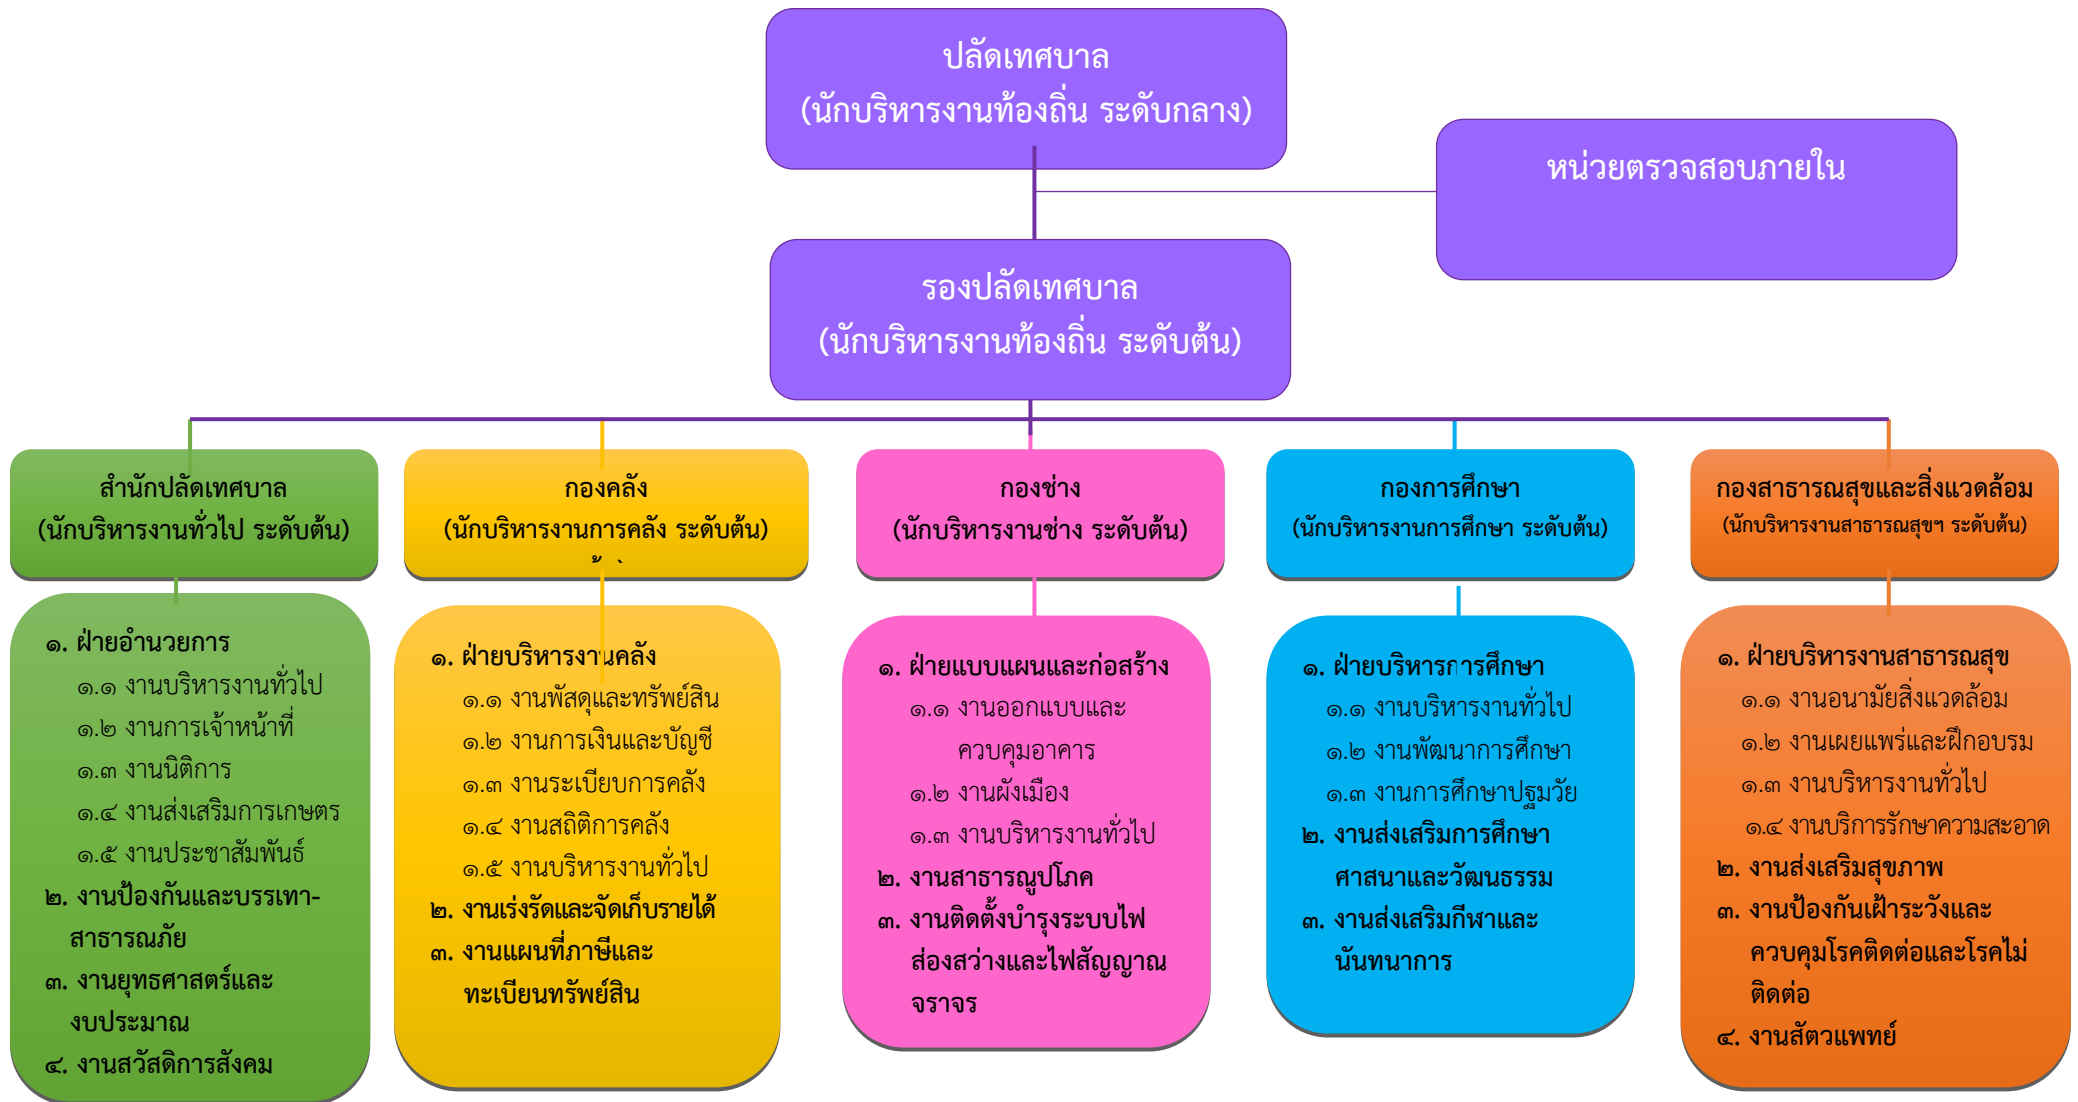 ปลัดเทศบาล
(นักบริหารงานท้องถิ่น ระดับกลาง)
หน่วยตรวจสอบภายใน
รองปลัดเทศบาล
(นักบริหารงานท้องถิ่น ระดับต้น)
สำนักปลัดเทศบาล
(นักบริหารงานทั่วไป ระดับต้น)
กองคลัง
(นักบริหารงานการคลัง ระดับต้น)
กองช่าง
(นักบริหารงานช่าง ระดับต้น)
กองการศึกษา
(นักบริหารงานการศึกษา ระดับต้น)
กองสาธารณสุขและสิ่งแวดล้อม
(นักบริหารงานสาธารณสุขฯ ระดับต้น)
๑. ฝ่ายอำนวยการ
๑.๑ งานบริหารงานทั่วไป
๑.๒ งานการเจ้าหน้าที่
๑.๓ งานนิติการ
๑.๔ งานส่งเสริมการเกษตร
๑.๕ งานประชาสัมพันธ์
๒. งานป้องกันและบรรเทา-
สาธารณภัย
๓. งานยุทธศาสตร์และ
งบประมาณ
๔. งานสวัสดิการสังคม
๑. ฝ่ายบริหารงานคลัง
๑.๑ งานพัสดุและทรัพย์สิน
๑.๒ งานการเงินและบัญชี
๑.๓ งานระเบียบการคลัง
๑.๔ งานสถิติการคลัง
๑.๕ งานบริหารงานทั่วไป
๒. งานเร่งรัดและจัดเก็บรายได้
๓. งานแผนที่ภาษีและ
ทะเบียนทรัพย์สิน
๑. ฝ่ายแบบแผนและก่อสร้าง
๑.๑ งานออกแบบและ
ควบคุมอาคาร
๑.๒ งานผังเมือง
๑.๓ งานบริหารงานทั่วไป
๒. งานสาธารณูปโภค
๓. งานติดตั้งบำรุงระบบไฟ
ส่องสว่างและไฟสัญญาณ
จราจร
๑. ฝ่ายบริหารการศึกษา
๑.๑ งานบริหารงานทั่วไป
๑.๒ งานพัฒนาการศึกษา
๑.๓ งานการศึกษาปฐมวัย
๒. งานส่งเสริมการศึกษา
ศาสนาและวัฒนธรรม
๓. งานส่งเสริมกีฬาและ
นันทนาการ
๑. ฝ่ายบริหารงานสาธารณสุข
๑.๑ งานอนามัยสิ่งแวดล้อม
๑.๒ งานเผยแพร่และฝึกอบรม
๑.๓ งานบริหารงานทั่วไป
๑.๔ งานบริการรักษาความสะอาด
๒. งานส่งเสริมสุขภาพ
๓. งานป้องกันเฝ้าระวังและ
ควบคุมโรคติดต่อและโรคไม่
ติดต่อ
๔. งานสัตวแพทย์